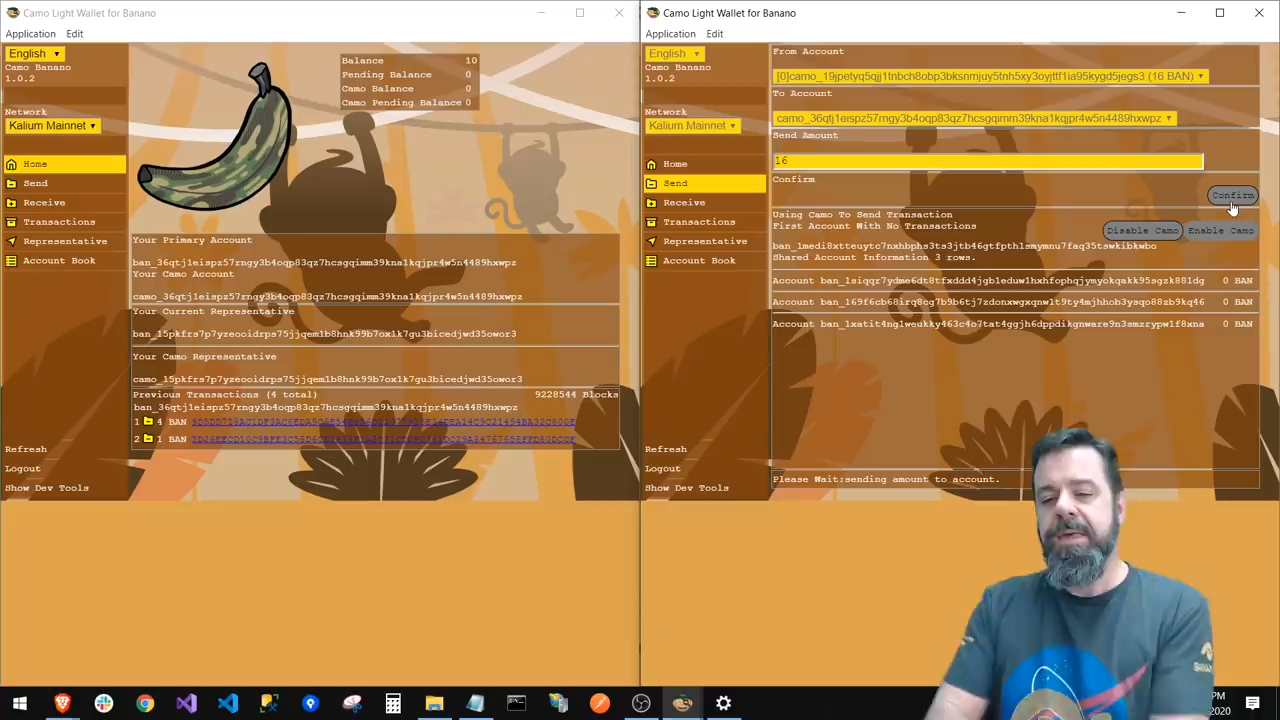 Camo Light Wallet for Banano
Application Edit
English
Camo Banano
1.0.2
Network
Kalium Mainnet
Home
Send
Receive
Transactions
Representative
Account Book
Refresh
Logout
Show Dev Tools
Balance 10
Pending Balance 0
Camo Balance 0
Camo Pending Balance 0
Your Primary Account
ban_36qtj1eispz57rngy3b4oqp83qz7hcsgqimm39kna1kqjpr4w5n4489hxwpz
Your Camo Account
camo_36qtj1eispz57rngy3b4oqp83qz7hcsgqimm39kna1kqjpr4w5n4489hxwpz
Your Current Representative
ban_15pkfrs7p7yzeooidrps75jjqem1b8hnk99b7ox1k7gu3bicedjwd35owor3
Your Camo Representative
camo_15pkfrs7p7yzeooidrps75jjqem1b8hnk99b7ox1k7gu3bicedjwd35owor3
Previous Transactions (4 total) 9228544 Blocks
ban_36qtj1eispz57rngy3b4oqp83qz7hcsgqimm39kna1kqjpr4w5n4489hxwpz
1 4 BAN
2 1 BAN
Camo Light Wallet for Banano
Application Edit
English
Camo Banano
1.0.2
Network
Kalium Mainnet
Home
Send
Receive
Transactions
Representative
Account Book
Refresh
Logout
Show Dev Tools
From Account
[0]camo_19jpetyq5qjj1tnbch8obp3bksnmjuy5tnh5xy3oyjttf1ia95kygd5jegs3 (16 BAN)
To Account
camo_36qtj1eispz57rngy3b4oqp83qz7hcsgqimm39kna1kqjpr4w5n4489hxwpz
Send Amount
16
Confirm
Confirm
Using Camo To Send Transaction
First Account With No Transactions
Disable Camo Enable Camo
ban_1medi8xtteuytc7nxhbphs3ts3jtb46gtfpth1smymnu7faq35tswkibkwbo
Shared Account Information 3 rows.
Account ban_1siqqr7ydme6dt8tfxddd4jgb1eduw1hxhfophqjymyokqakk95sgzk881dg 0 BAN
Account ban_169f6cb68irq8cg7b9b6tj7zdonxwgxqnw1t9ty4mjhhob3ysqo88zb9kq46 0 BAN
Account ban_1xatit4ng1weukky463c4o7tat4ggjh6dppdikgnware9n3smzrypw1f8xna 0 BAN
Please Wait:sending amount to account.
PM
2020